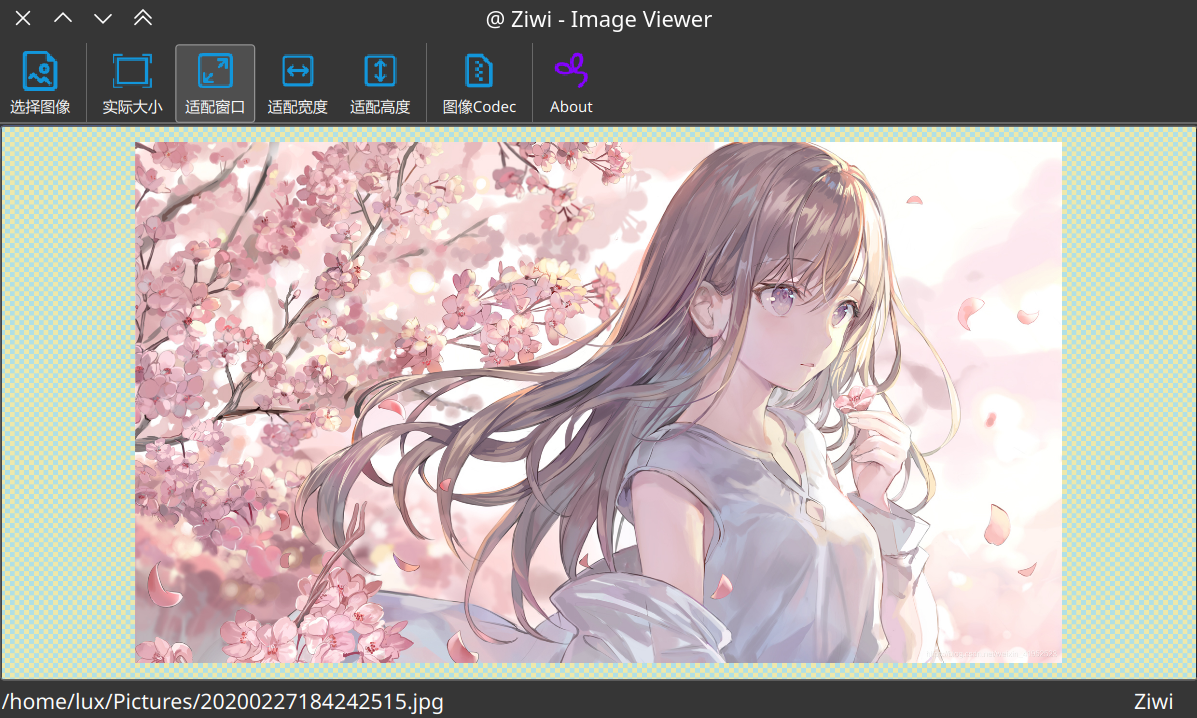 @ Ziwi - Image Viewer
选择图像 实际大小 适配窗口 适配宽度 适配高度 图像Codec About
/home/lux/Pictures/20200227184242515.jpg Ziwi